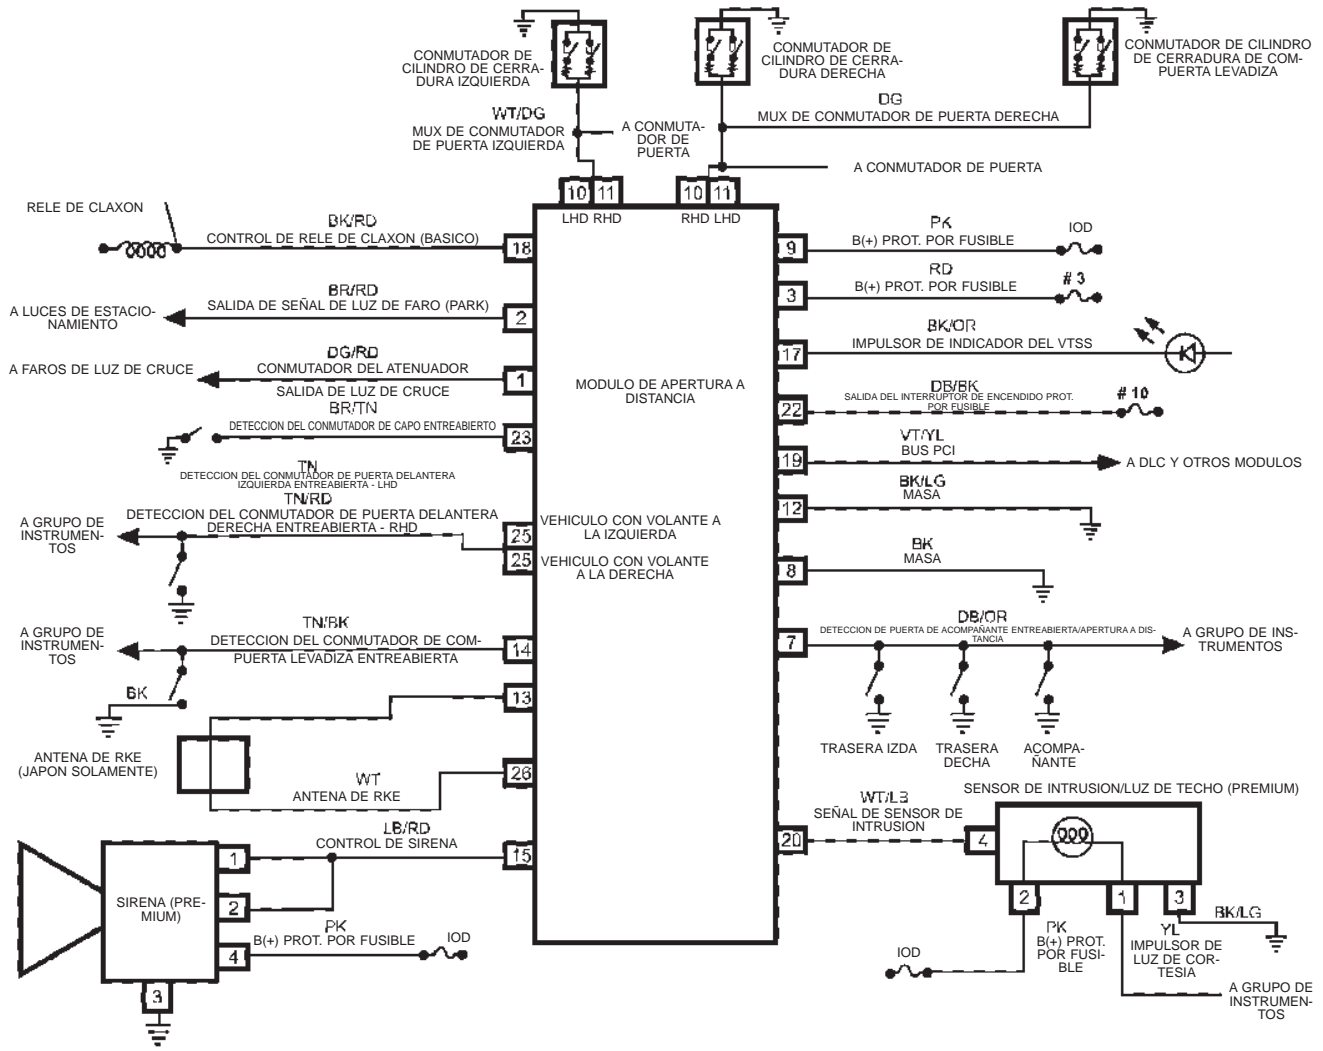 CONMUTADOR DE
CILINDRO DE CERRA-
DURA IZQUIERDA
CONMUTADOR DE
CILINDRO DE CERRA-
DURA DERECHA
CONMUTADOR DE CILINDRO
DE CERRADURA DE COM-
PUERTA LEVADIZA
WT/DG
MUX DE CONMUTADOR
DE PUERTA IZQUIERDA
A CONMUTA-
DOR DE
PUERTA
DG
MUX DE CONMUTADOR DE PUERTA DERECHA
A CONMUTADOR DE PUERTA
10 11
LHD RHD
10 11
RHD LHD
RELE DE CLAXON
BK/RD
CONTROL DE RELE DE CLAXON (BASICO)
18
A LUCES DE ESTACIO-
NAMIENTO
BR/RD
SALIDA DE SEÑAL DE LUZ DE FARO (PARK)
2
A FAROS DE LUZ DE CRUCE
DG/RD
CONMUTADOR DEL ATENUADOR
SALIDA DE LUZ DE CRUCE
1
BR/TN
DETECCION DEL CONMUTADOR DE CAPO ENTREABIERTO
23
TN
DETECCION DEL CONMUTADOR DE PUERTA DELANTERA
IZQUIERDA ENTREABIERTA - LHD
TN/RD
DETECCION DEL CONMUTADOR DE PUERTA DELANTERA
DERECHA ENTREABIERTA - RHD
A GRUPO DE
INSTRUMEN-
TOS
25
VEHICULO CON VOLANTE A
LA IZQUIERDA
25
VEHICULO CON VOLANTE
A LA DERECHA
A GRUPO DE
INSTRUMEN-
TOS
TN/BK
DETECCION DEL CONMUTADOR DE COM-
PUERTA LEVADIZA ENTREABIERTA
14
BK
13
ANTENA DE RKE
(JAPON SOLAMENTE)
WT
ANTENA DE RKE
26
LB/RD
CONTROL DE SIRENA
15
SIRENA (PRE-
MIUM)
1
2
4
3
PK
B(+) PROT. POR FUSIBLE
IOD
MODULO DE APERTURA A
DISTANCIA
9
PK
B(+) PROT. POR FUSIBLE
IOD
3
RD
B(+) PROT. POR FUSIBLE
# 3
17
BK/OR
IMPULSOR DE INDICADOR DEL VTSS
22
DB/BK
SALIDA DEL INTERRUPTOR DE ENCENDIDO PROT.
POR FUSIBLE
# 10
19
VT/YL
BUS PCI
A DLC Y OTROS MODULOS
12
BK/LG
MASA
8
BK
MASA
7
DB/OR
DETECCION DE PUERTA DE ACOMPAÑANTE ENTREABIERTA/APERTURA A DIS-
TANCIA
A GRUPO DE INS-
TRUMENTOS
TRASERA IZDA
TRASERA
DECHA
ACOMPA-
ÑANTE
SENSOR DE INTRUSION/LUZ DE TECHO (PREMIUM)
20
WT/LB
SEÑAL DE SENSOR DE
INTRUSION
4
2
1
3
BK/LG
IOD
PK
B(+) PROT.
POR FUSI-
BLE
YL
IMPULSOR DE
LUZ DE COR-
TESIA
A GRUPO DE
INSTRUMEN-
TOS